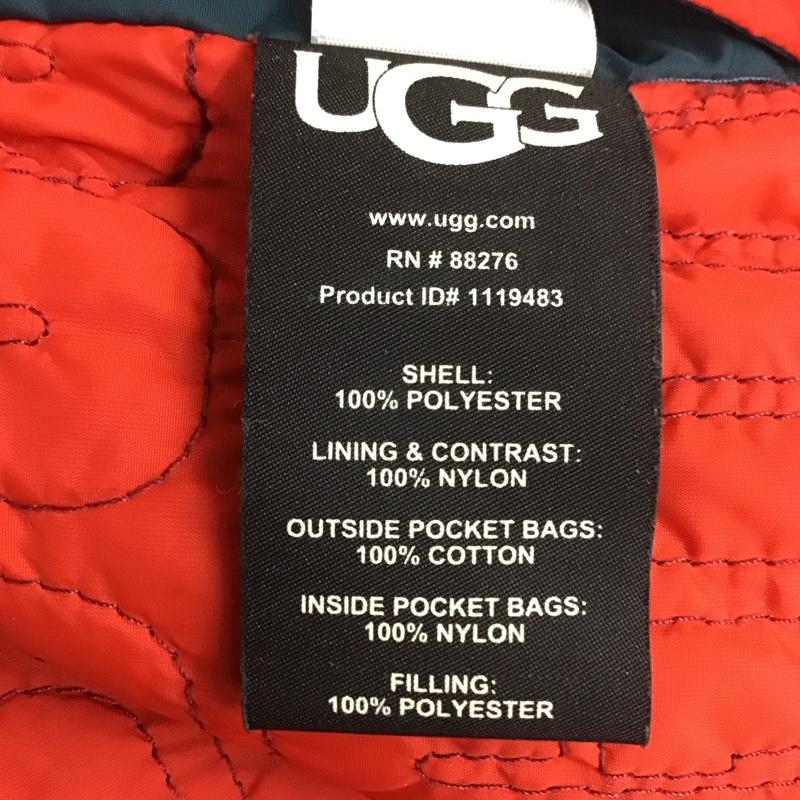 UGG
www.ugg.com
RN # 88276
Product ID# 1119483
SHELL:
100% POLYESTER
LINING & CONTRAST:
100% NYLON
OUTSIDE POCKET BAGS:
100% COTTON
INSIDE POCKET BAGS:
100% NYLON
FILLING:
100% POLYESTER